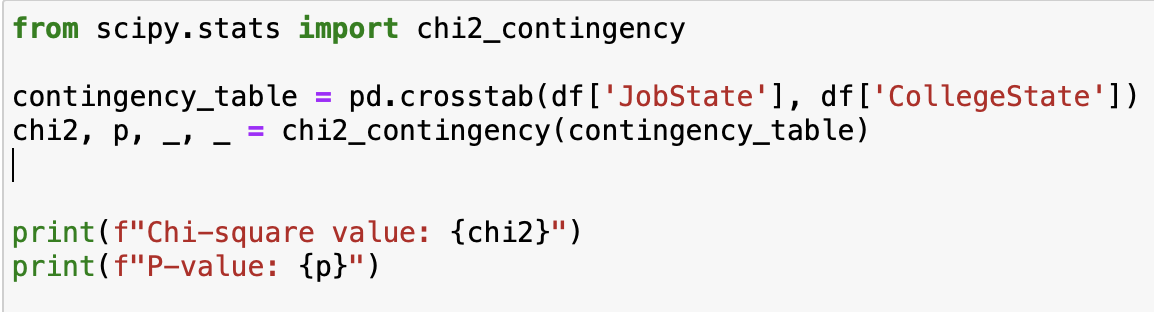 from scipy.stats import chi2_contingency
contingency_table = pd.crosstab(df['JobState'], df['CollegeState'])
chi2, p, _, _ = chi2_contingency(contingency_table)
print(f"Chi-square value: {chi2}")
print(f"P-value: {p}")